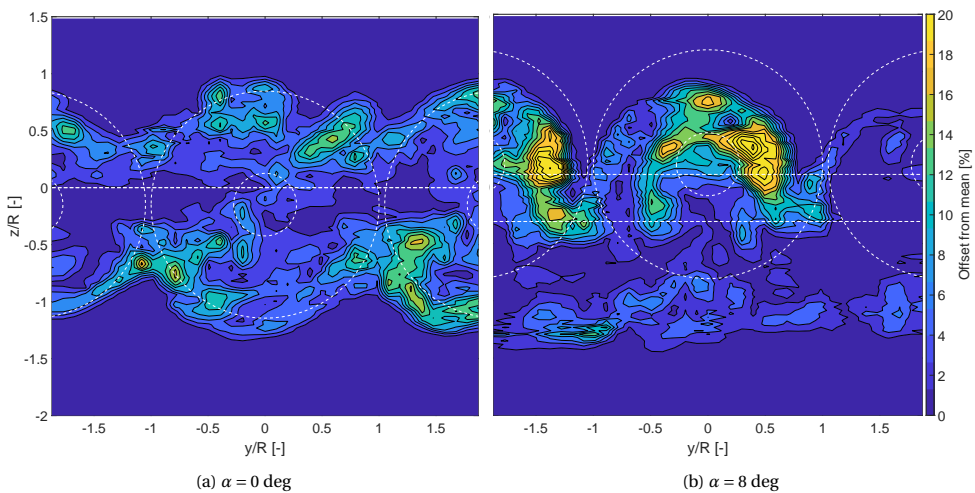 1.5
1
0.5
0
-0.5
-1
-1.5
-2
z/R [-]
-1.5 -1 -0.5 0 0.5 1 1.5
y/R [-]
-1.5 -1 -0.5 0 0.5 1 1.5
y/R [-]
20
18
16
14
12
10
8
6
4
2
0
Offset from mean [%]
(a) α = 0 deg
(b) α = 8 deg